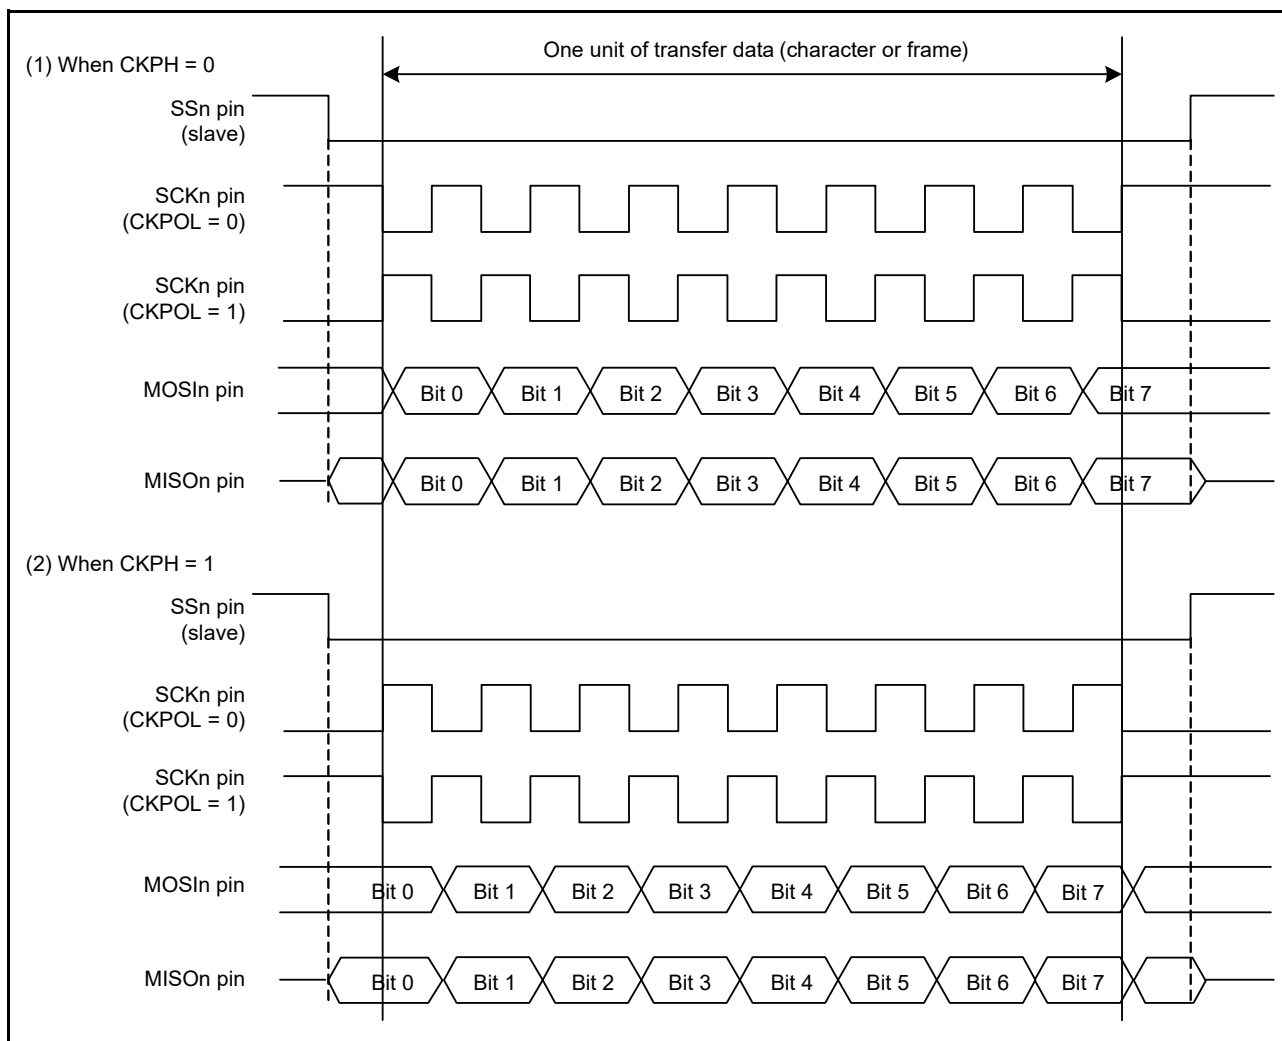 One unit of transfer data (character or frame)
(1) When CKPH = 0
SSn pin
(slave)
SCKn pin
(CKPOL = 0)
SCKn pin
(CKPOL = 1)
MOSIn pin
Bit 0 Bit 1 Bit 2 Bit 3 Bit 4 Bit 5 Bit 6 Bit 7
MISOn pin
Bit 0 Bit 1 Bit 2 Bit 3 Bit 4 Bit 5 Bit 6 Bit 7
(2) When CKPH = 1
SSn pin
(slave)
SCKn pin
(CKPOL = 0)
SCKn pin
(CKPOL = 1)
MOSIn pin
Bit 0 Bit 1 Bit 2 Bit 3 Bit 4 Bit 5 Bit 6 Bit 7
MISOn pin
Bit 0 Bit 1 Bit 2 Bit 3 Bit 4 Bit 5 Bit 6 Bit 7